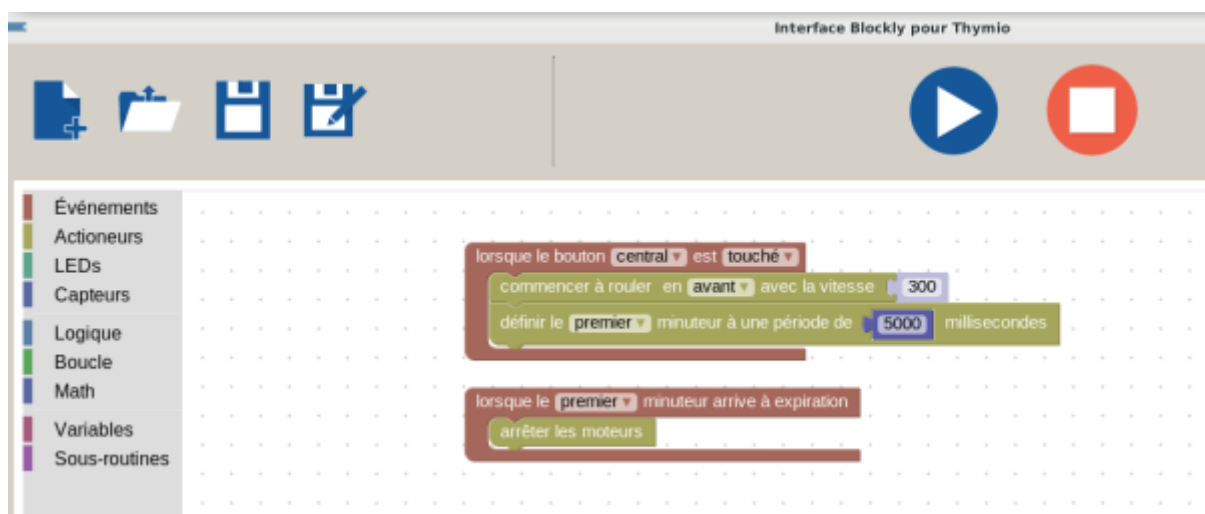 Interface Blockly pour Thymio
Événements
Actioneurs
LEDs
Capteurs
Logique
Boucle
Math
Variables
Sous-routines
lorsque le bouton central est touché
commencer à rouler en avant avec la vitesse 300
définir le premier minuteur à une période de 5000 millisecondes
lorsque le premier minuteur arrive à expiration
arrêter les moteurs